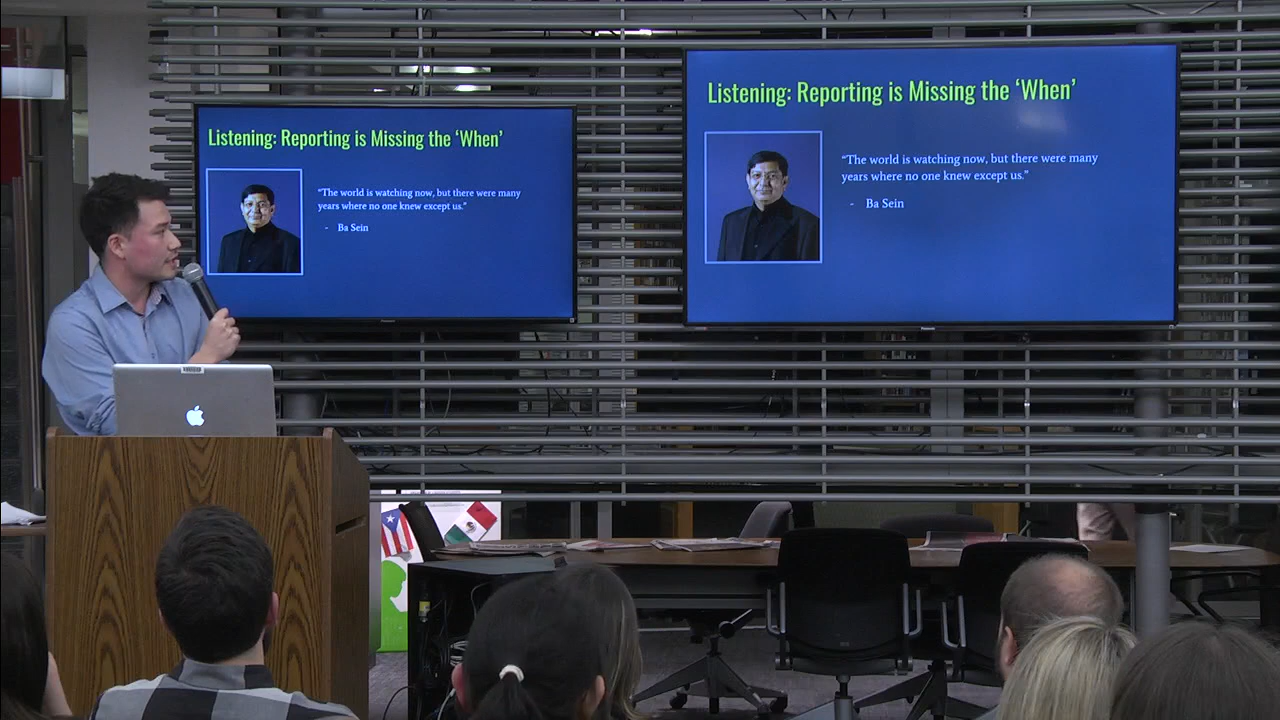 Listening: Reporting is Missing the ‘When’
“The world is watching now, but there were many
years where no one knew except us.”
- Ba Sein
Listening: Reporting is Missing the ‘When’
“The world is watching now, but there were many
years where no one knew except us.”
- Ba Sein
Panasonic